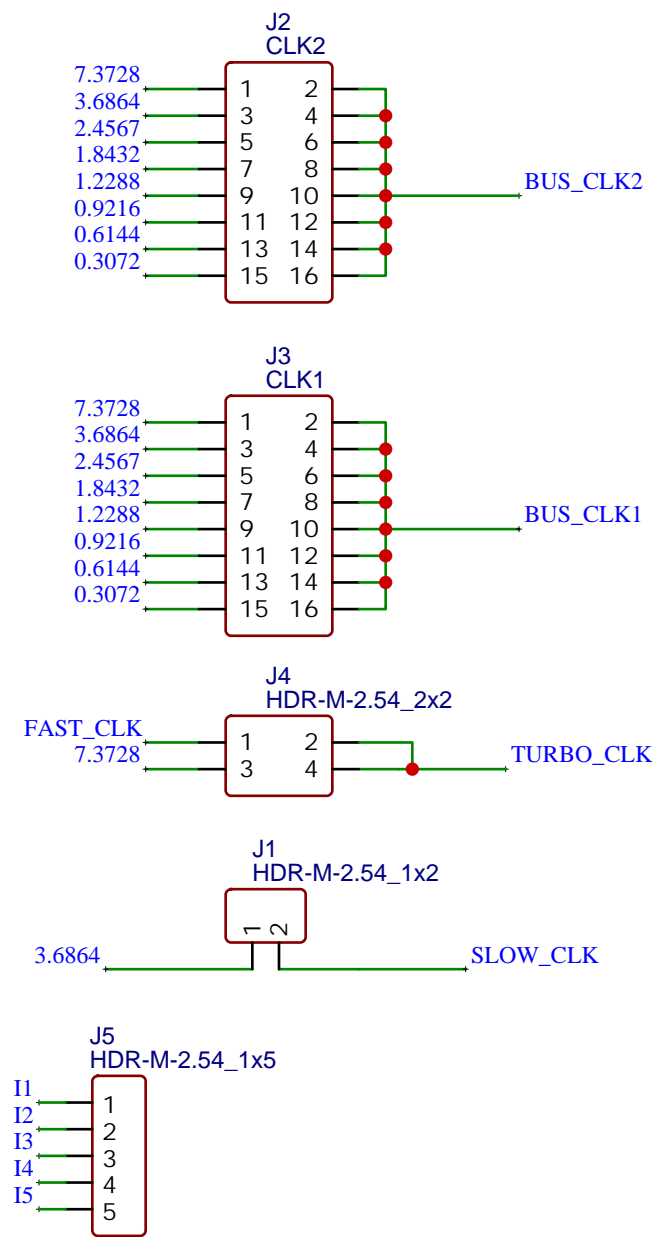 J2
CLK2
7.3728 1 2
3.6864 3 4
2.4567 5 6
1.8432 7 8
1.2288 9 10 BUS_CLK2
0.9216 11 12
0.6144 13 14
0.3072 15 16
J3
CLK1
7.3728 1 2
3.6864 3 4
2.4567 5 6
1.8432 7 8
1.2288 9 10 BUS_CLK1
0.9216 11 12
0.6144 13 14
0.3072 15 16
J4
HDR-M-2.54_2x2
FAST_CLK 1 2
7.3728 3 4 TURBO_CLK
J1
HDR-M-2.54_1x2
1 2
3.6864 SLOW_CLK
J5
HDR-M-2.54_1x5
I1 1
I2 2
I3 3
I4 4
I5 5